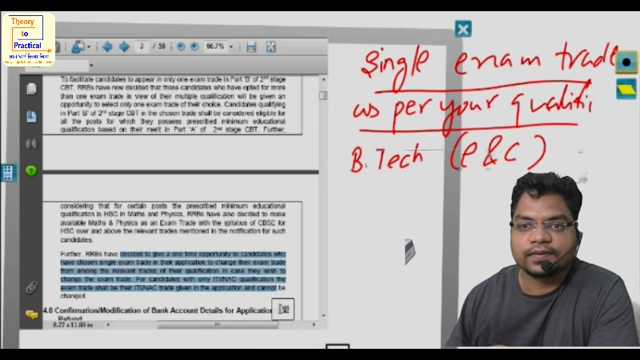 Theory
to
Practical
3 / 58
66.7%
To facilitate candidates to appear in only one exam trade in Part 'B' of 2nd stage
CBT, RRBs have now decided that those candidates who have opted for more
than one exam trade in view of their multiple qualification will be given an
opportunity to select only one exam trade of their choice. Candidates qualifying
in Part 'B' of 2nd stage CBT in the chosen trade shall be considered eligible for
all the posts for which they possess prescribed minimum educational
qualification based on their merit in Part 'A' of 2nd stage CBT. Further,
considering that for certain posts the prescribed minimum educational
qualification is HSC in Maths and Physics, RRBs have also decided to make
available Maths & Physics as an Exam Trade with the syllabus of CBSE for
HSC over and above the relevant trades mentioned in the notification for such
candidates.
Further, RRBs have decided to give a one time opportunity to candidates who
have chosen single exam trade in their application to change their exam trade
from among the relevant trades of their qualification in case they wish to
change the exam trade. For candidates with only ITI/NAC qualification the
exam trade shall be their ITI/NAC trade given in the application and cannot be
changed.
4.0 Confirmation/Modification of Bank Account Details for Application
Refund
8.27 x 11.69 in
Single exam trade
as per your qualiti
B.Tech (P & C)